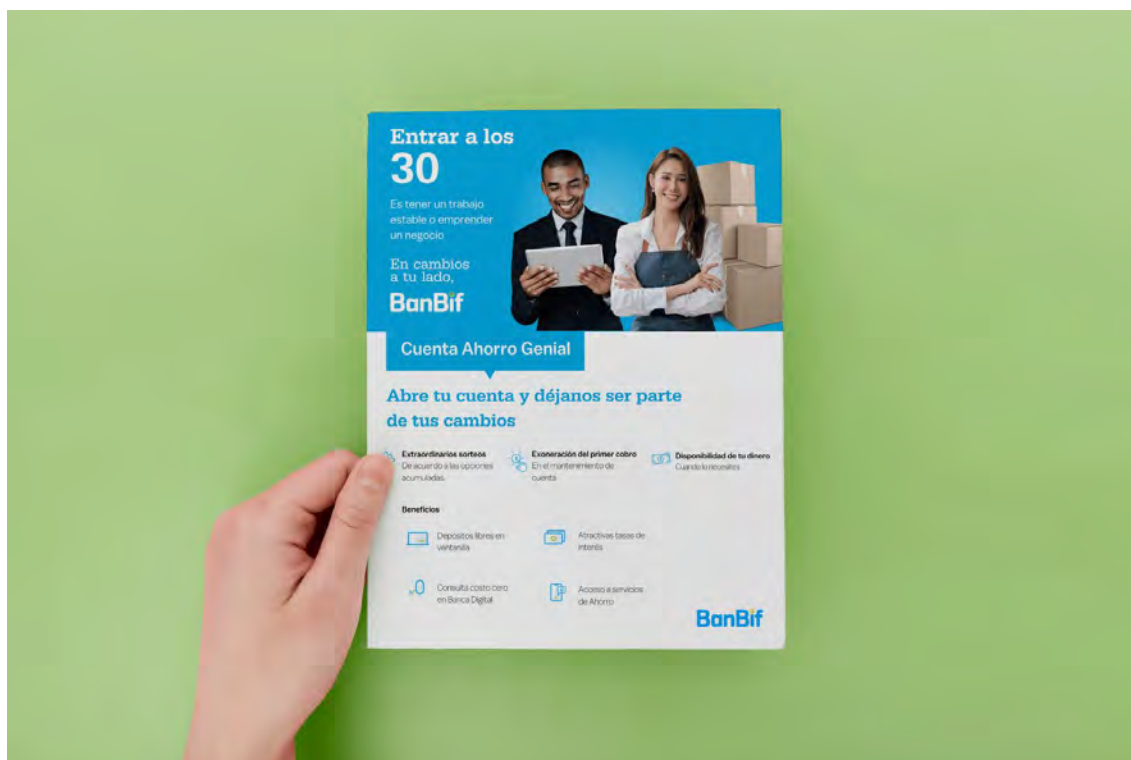 Entrar a los
30
Es tener un trabajo
estable o emprender
un negocio
En cambios
a tu lado,
BanBif
Cuenta Ahorro Genial
Abre tu cuenta y déjanos ser parte
de tus cambios
Extraordinarios sorteos
De acuerdo a las opciones
acumuladas.
Exoneración del primer cobro
En el mantenimiento de
cuenta
Disponibilidad de tu dinero
Cuando lo necesites
Beneficios
Depósitos libres en
ventanilla
Atractivas tasas de
interés
Consulta costo cero
en Banca Digital
Acceso a servicios
de Ahorro
BanBif